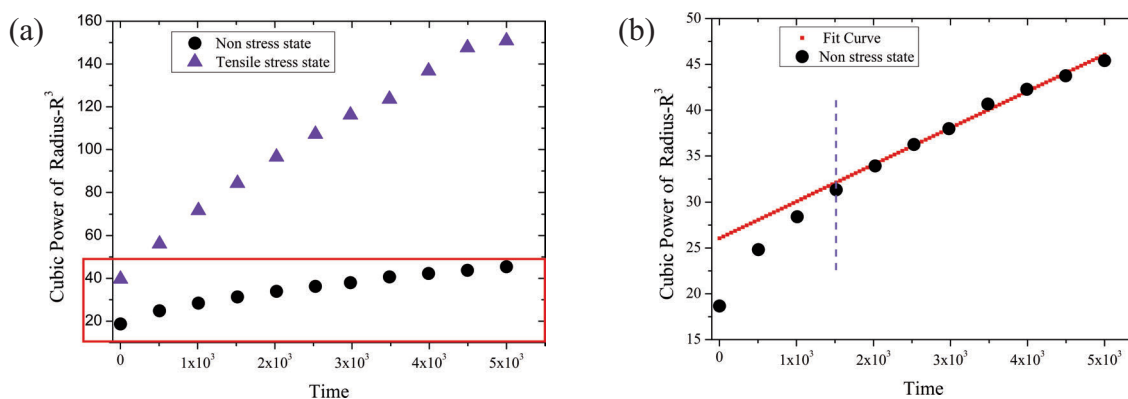 (a)
Cubic Power of Radius-R³
160
140
120
100
80
60
40
20
Non stress state
Tensile stress state
0
1x10³
2x10³
3x10³
4x10³
5x10³
Time
(b)
Cubic Power of Radius-R³
50
45
40
35
30
25
20
15
Fit Curve
Non stress state
0
1x10³
2x10³
3x10³
4x10³
5x10³
Time